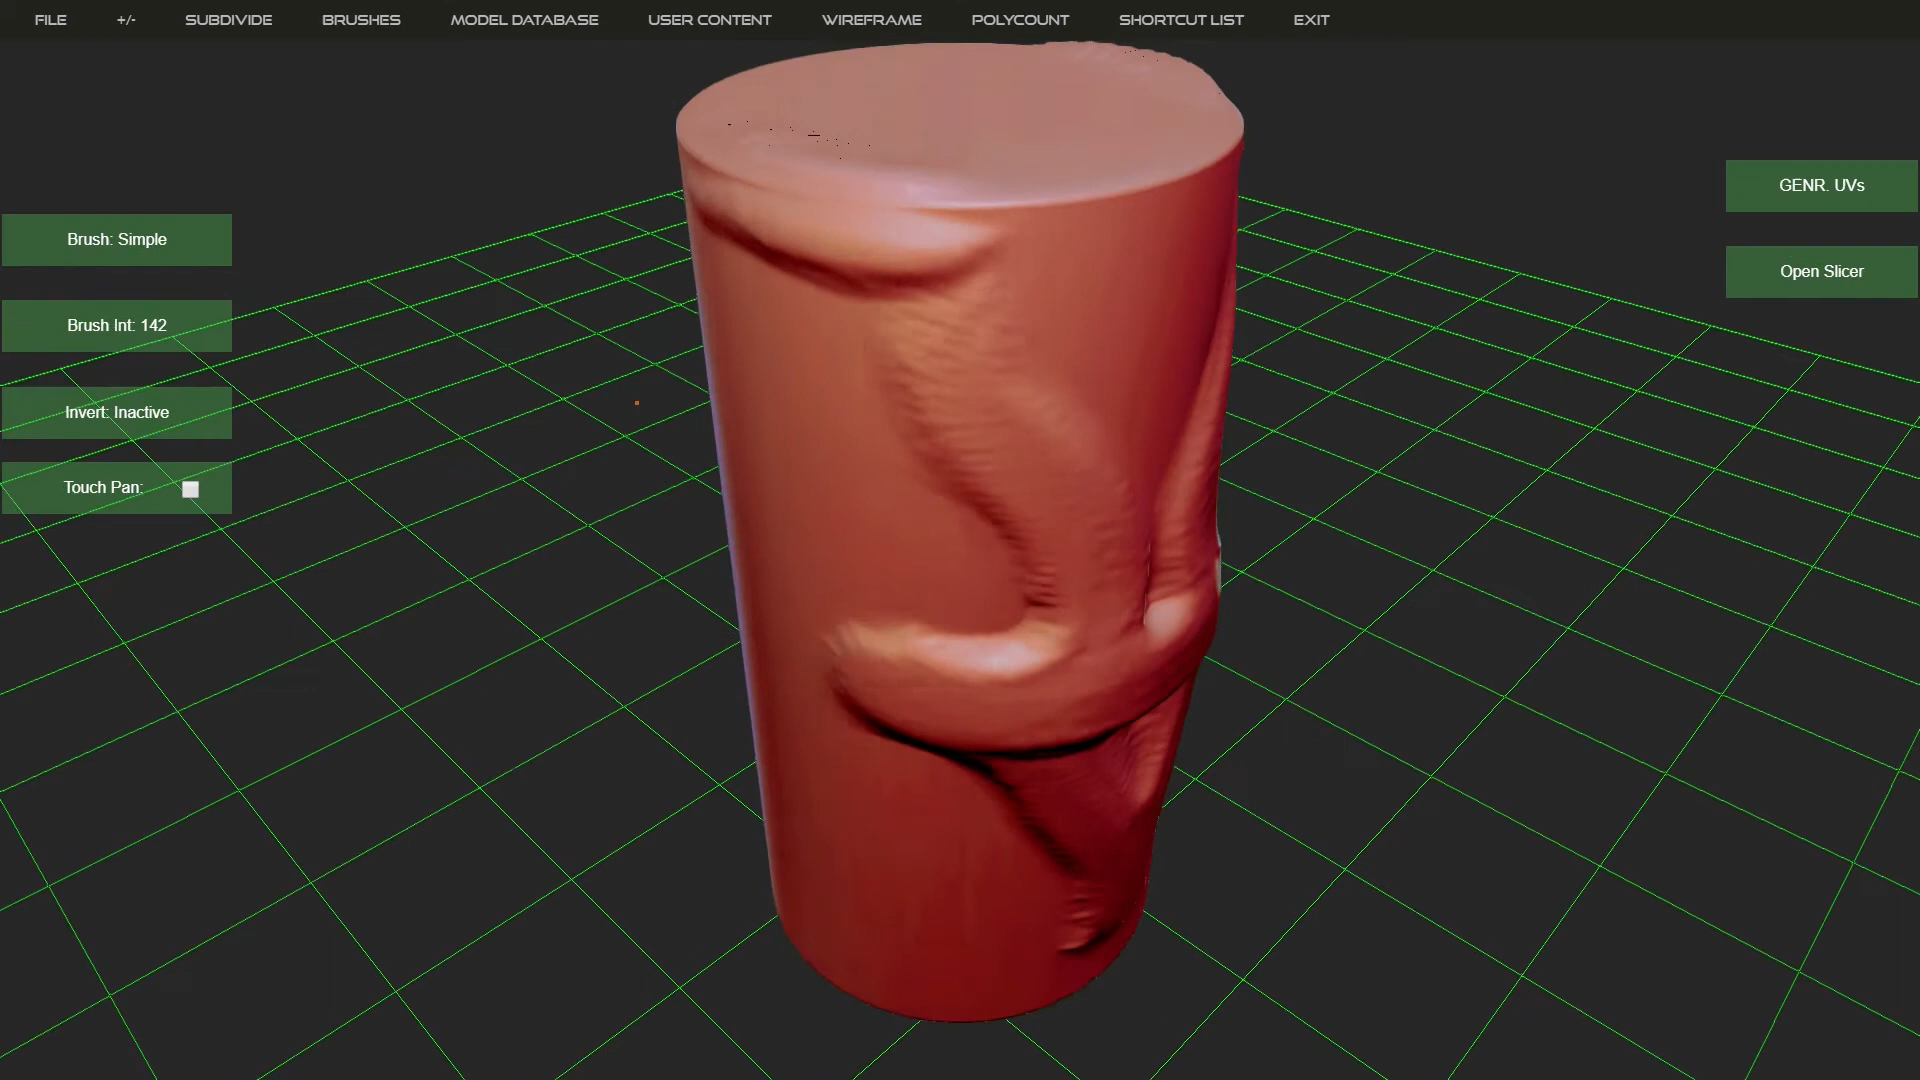 FILE +/- SUBDIVIDE BRUSHES MODEL DATABASE USER CONTENT WIREFRAME POLYCOUNT SHORTCUT LIST EXIT
GENR. UVs
Brush: Simple
Open Slicer
Brush Int: 142
Invert: Inactive
Touch Pan: